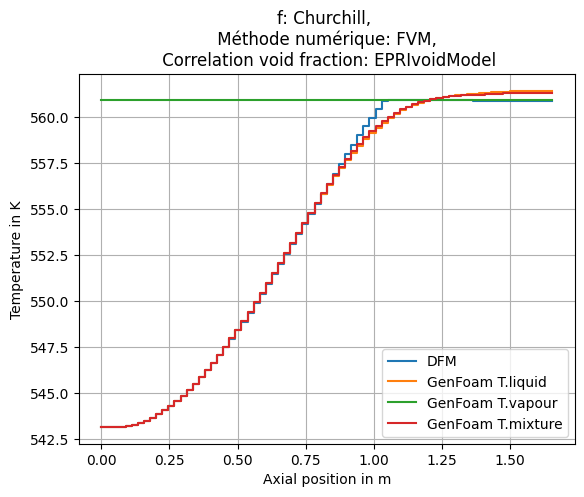 f: Churchill,
Méthode numérique: FVM,
Correlation void fraction: EPRIvoidModel
Temperature in K
560.0
557.5
555.0
552.5
550.0
547.5
545.0
542.5
DFM
GenFoam T.liquid
GenFoam T.vapour
GenFoam T.mixture
0.00 0.25 0.50 0.75 1.00 1.25 1.50
Axial position in m